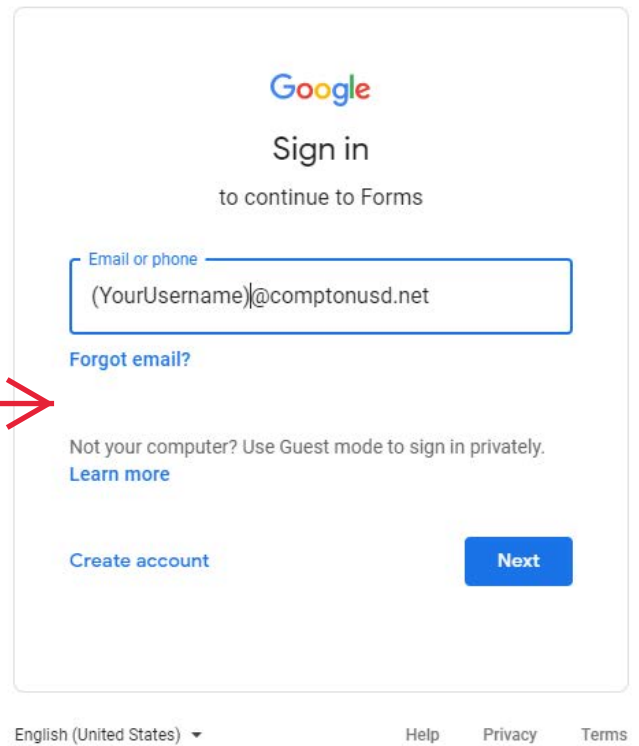 Google
Sign in
to continue to Forms
Email or phone
(YourUsername)@comptonusd.net
Forgot email?
Not your computer? Use Guest mode to sign in privately.
Learn more
Create account
Next
English (United States)
Help Privacy Terms